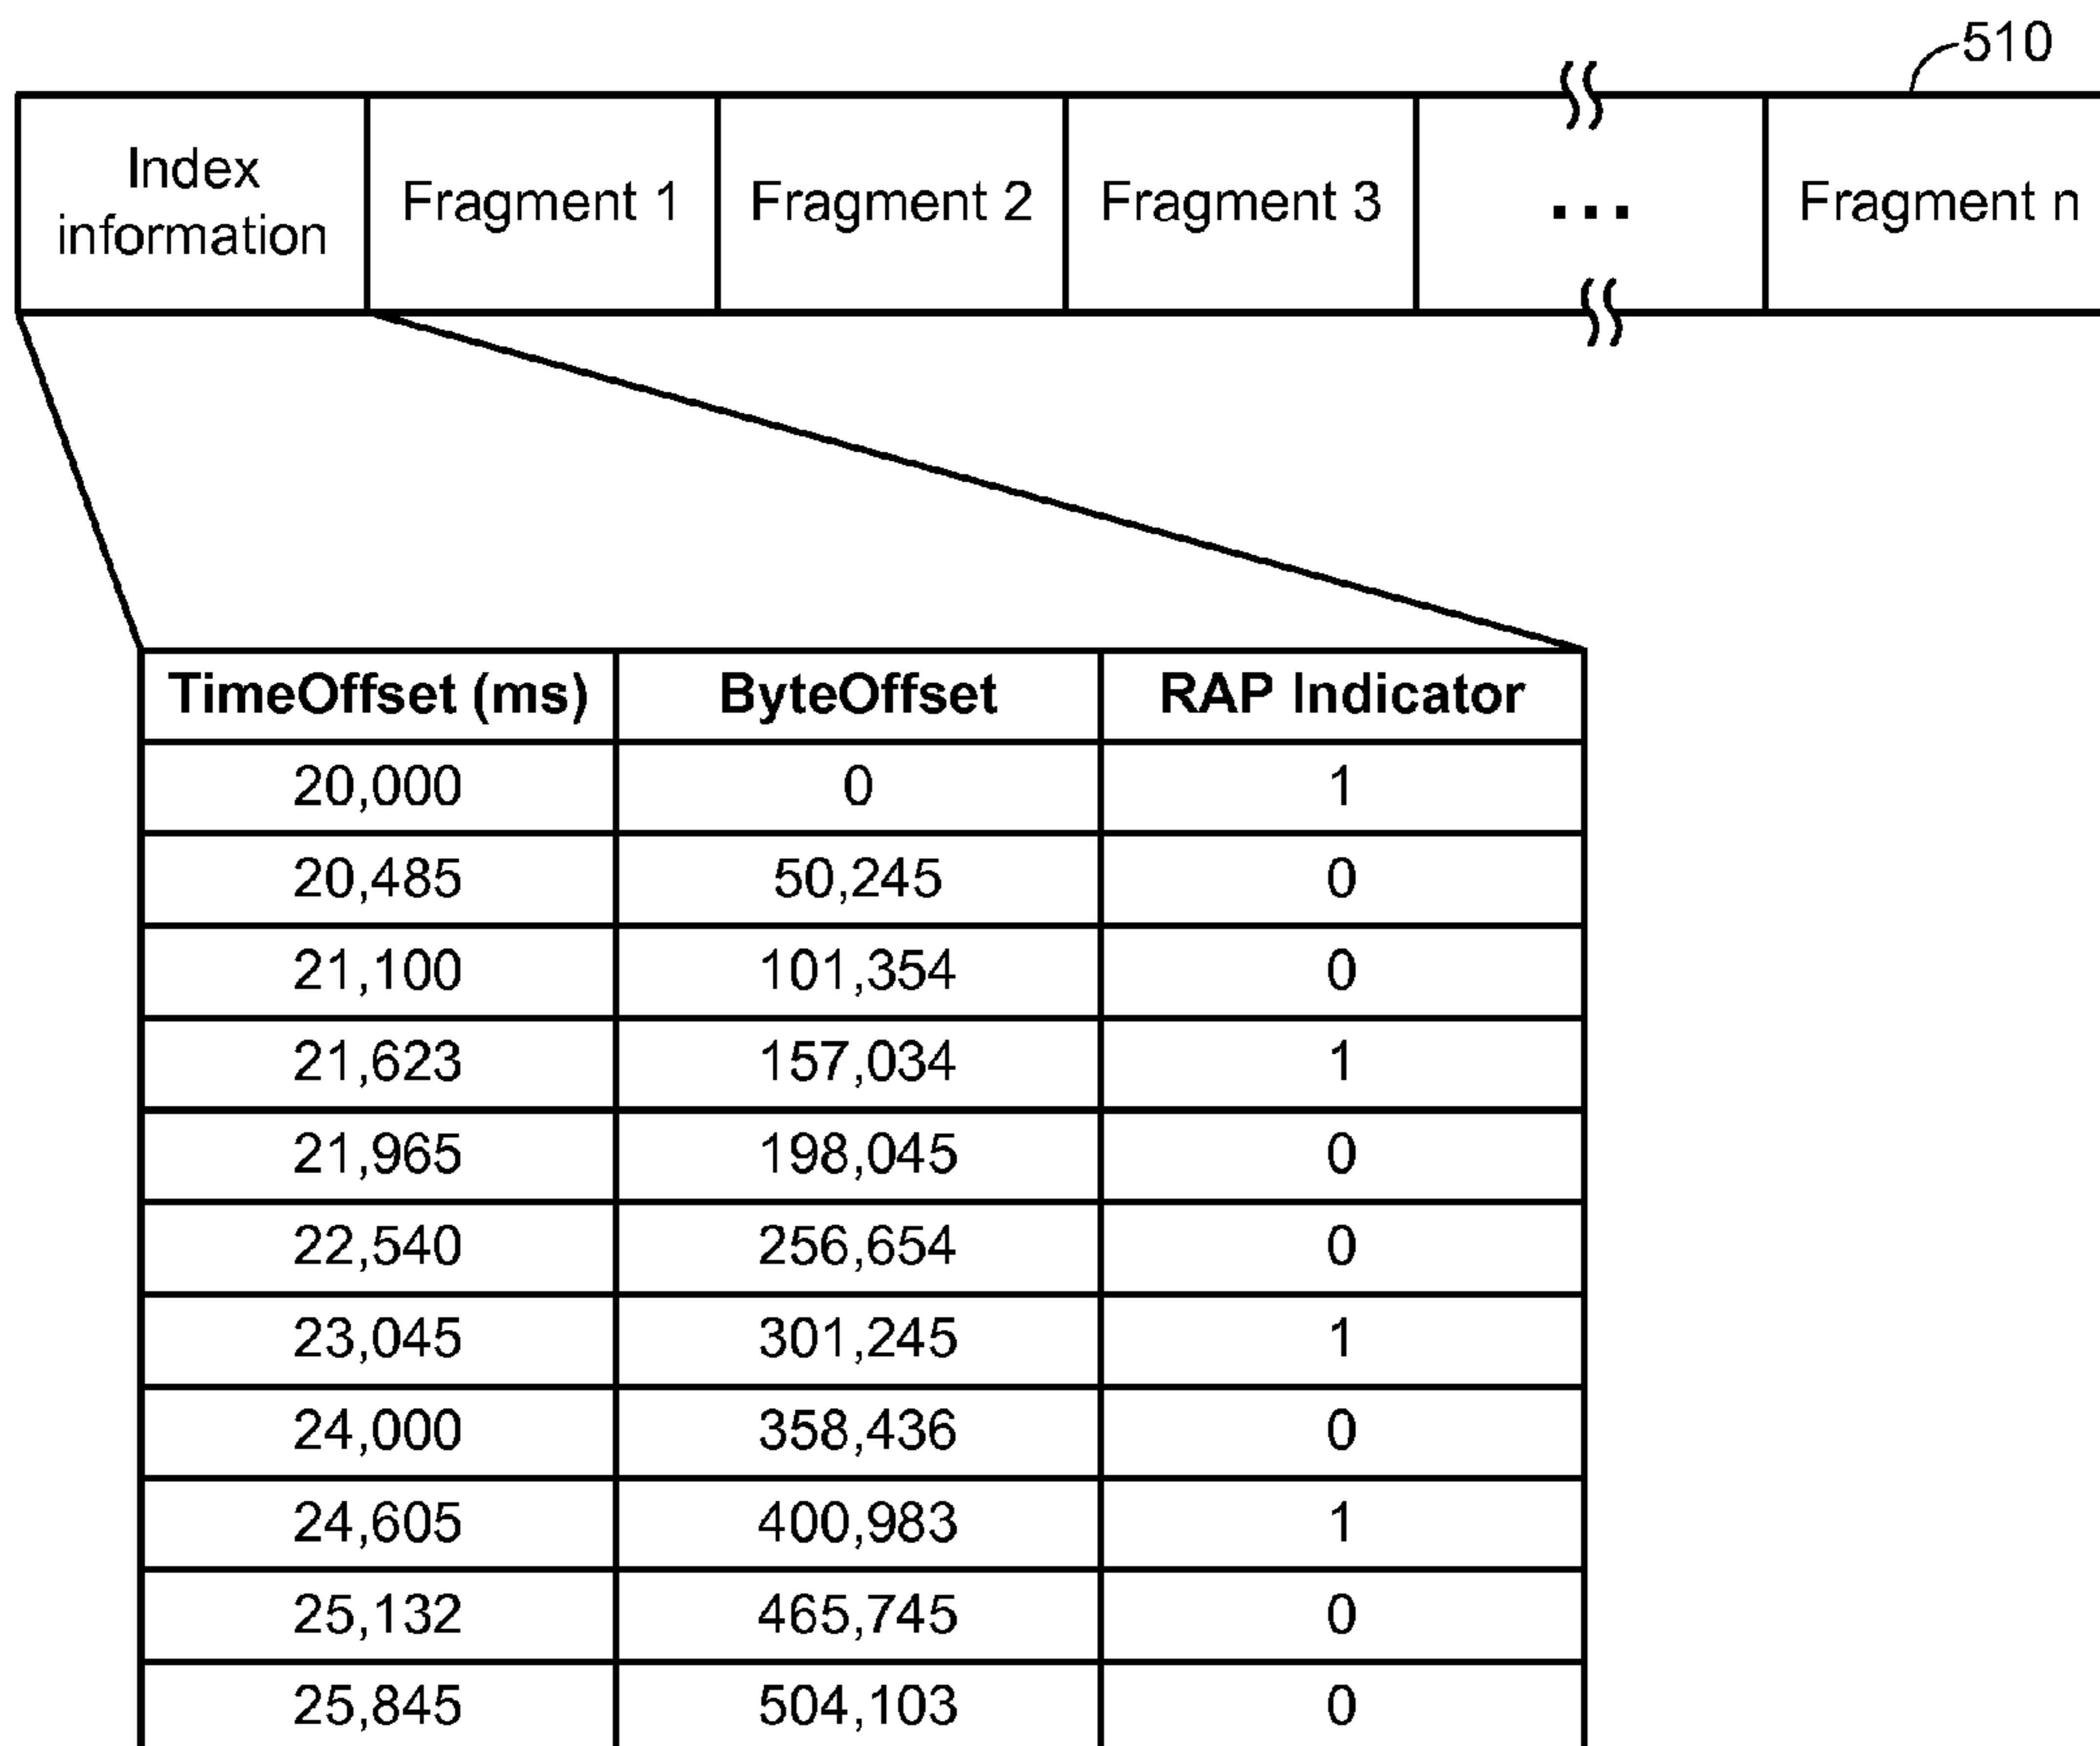 510
Index
information
Fragment 1
Fragment 2
Fragment 3
...
Fragment n
TimeOffset (ms) ByteOffset RAP Indicator
20,000 0 1
20,485 50,245 0
21,100 101,354 0
21,623 157,034 1
21,965 198,045 0
22,540 256,654 0
23,045 301,245 1
24,000 358,436 0
24,605 400,983 1
25,132 465,745 0
25,845 504,103 0